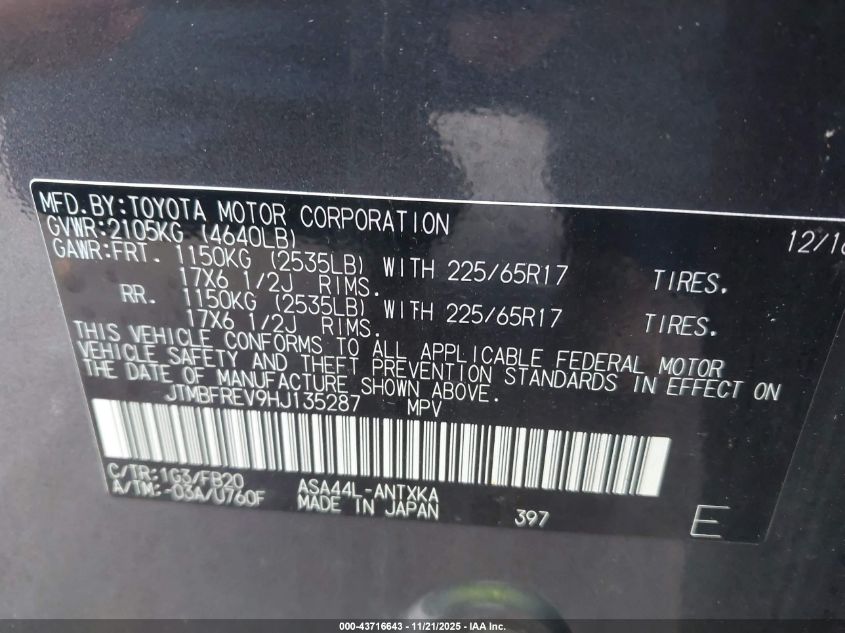 MFD.BY:TOYOTA MOTOR CORPORATION 12/16
GVWR:2105KG (4640LB)
GAWR:FRT. 1150KG (2535LB) WITH 225/65R17 TIRES.
17X6 1/2J RIMS.
RR. 1150KG (2535LB) WITH 225/65R17 TIRES.
17X6 1/2J RIMS.
THIS VEHICLE CONFORMS TO ALL APPLICABLE FEDERAL MOTOR
VEHICLE SAFETY AND THEFT PREVENTION STANDARDS IN EFFECT ON
THE DATE OF MANUFACTURE SHOWN ABOVE.
JTMBFREV9HJ135287 MPV
C/TR:1G3/FB20 ASA44L-ANTXKA
A/TM:-03A/U760F MADE IN JAPAN 397 E
000-43716643 - 11/21/2025 - IAA Inc.